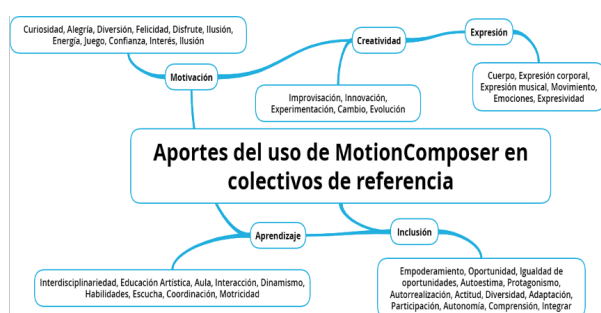 Curiosidad, Alegría, Diversión, Felicidad, Disfrute, Ilusión,
Energía, Juego, Confianza, Interés, Ilusión
Creatividad
Expresión
Motivación
Cuerpo, Expresión corporal,
Expresión musical, Movimiento,
Emociones, Expresividad
Improvisación, Innovación,
Experimentación, Cambio, Evolución
Aportes del uso de MotionComposer en
colectivos de referencia
Aprendizaje
Inclusión
Interdisciplinariedad, Educación Artística, Aula, Interacción, Dinamismo,
Habilidades, Escucha, Coordinación, Motricidad
Empoderamiento, Oportunidad, Igualdad de
oportunidades, Autoestima, Protagonismo,
Autorrealización, Actitud, Diversidad, Adaptación,
Participación, Autonomía, Comprensión, Integrar